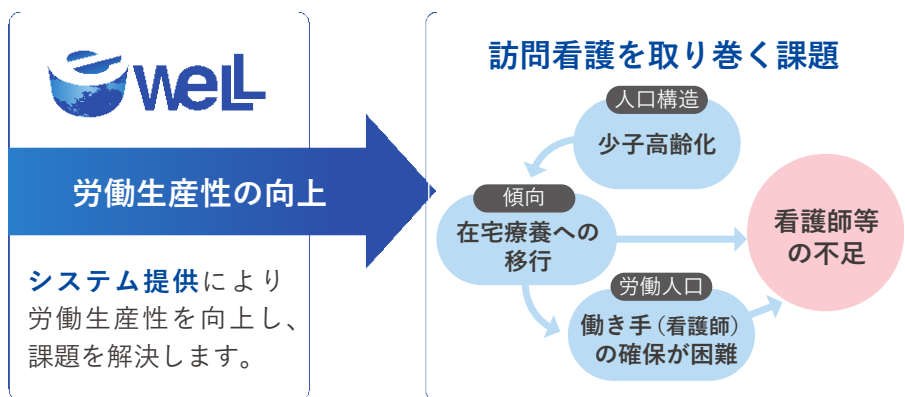 eWeLL
労働生産性の向上
システム提供により
労働生産性を向上し、
課題を解決します。
訪問看護を取り巻く課題
人口構造
少子高齢化
傾向
在宅療養への
移行
労働人口
働き手(看護師)
の確保が困難
看護師等
の不足